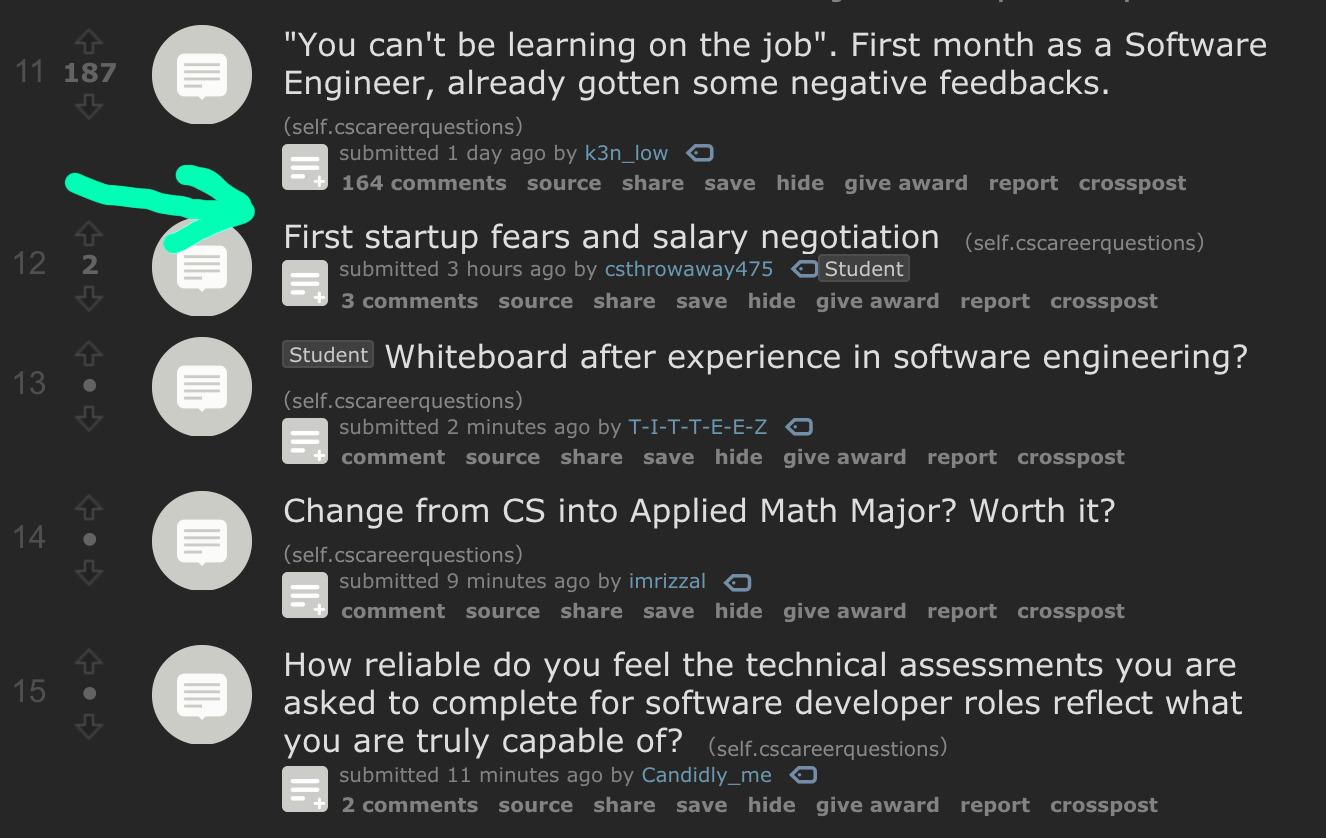 11 187 "You can't be learning on the job". First month as a Software
Engineer, already gotten some negative feedbacks.
(self.cscareerquestions)
submitted 1 day ago by k3n_low
164 comments source share save hide give award report crosspost
12 2 First startup fears and salary negotiation (self.cscareerquestions)
submitted 3 hours ago by csthrowaway475 Student
3 comments source share save hide give award report crosspost
13 Student Whiteboard after experience in software engineering?
(self.cscareerquestions)
submitted 2 minutes ago by T-I-T-T-E-E-Z
comment source share save hide give award report crosspost
14 Change from CS into Applied Math Major? Worth it?
(self.cscareerquestions)
submitted 9 minutes ago by imrizzal
comment source share save hide give award report crosspost
15 How reliable do you feel the technical assessments you are
asked to complete for software developer roles reflect what
you are truly capable of? (self.cscareerquestions)
submitted 11 minutes ago by Candidly_me
2 comments source share save hide give award report crosspost